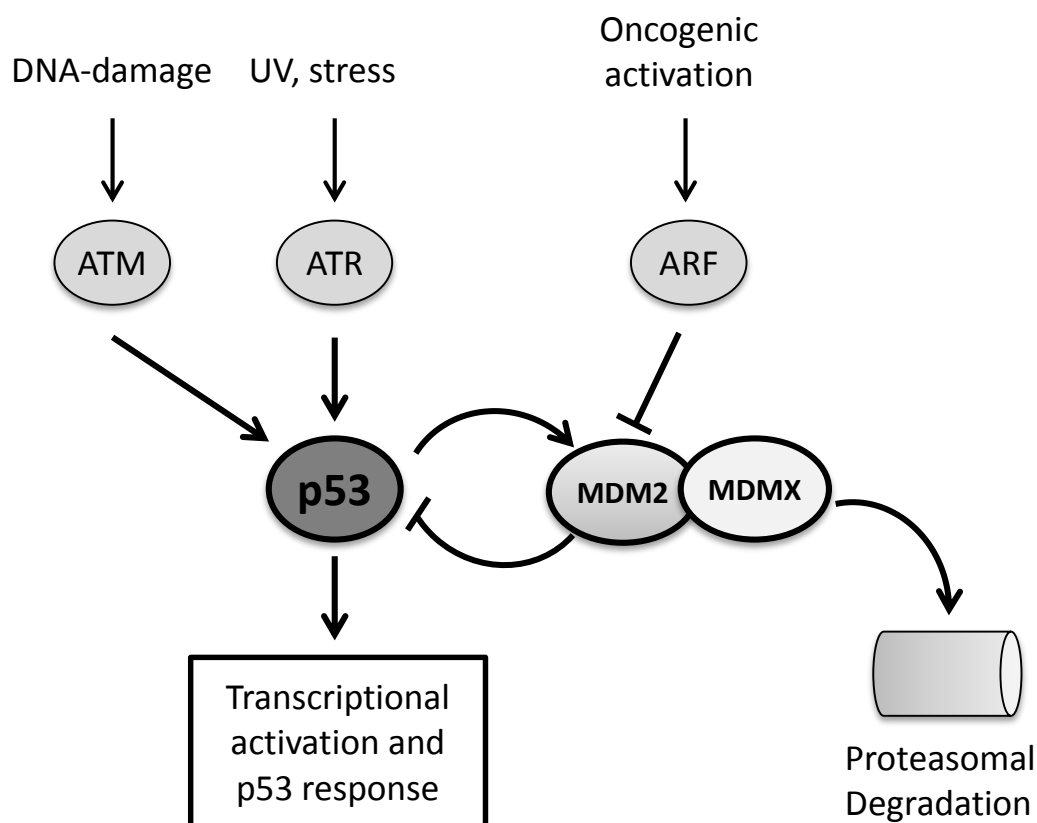 DNA-damage
UV, stress
Oncogenic
activation
ATM
ATR
ARF
p53
MDM2
MDMX
Transcriptional
activation and
p53 response
Proteasomal
Degradation